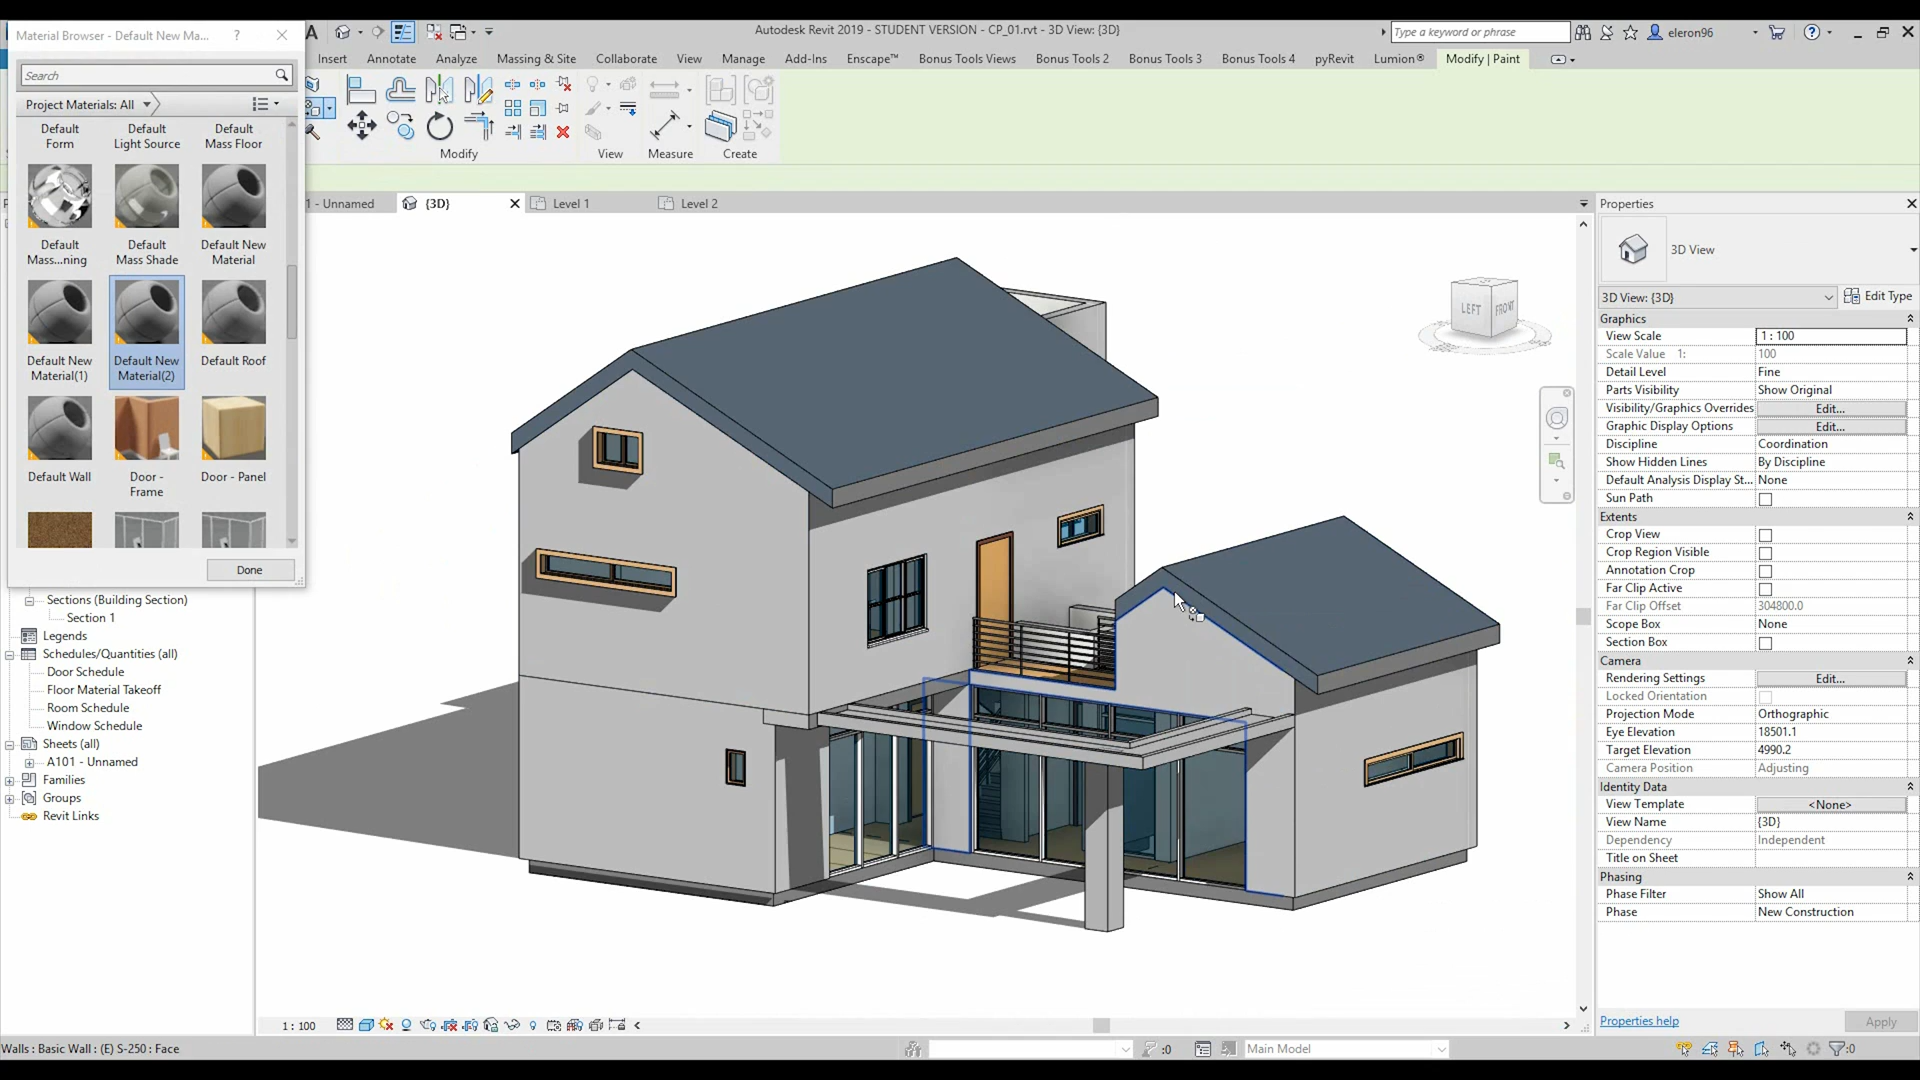 Material Browser - Default New Ma...
?
Autodesk Revit 2019 - STUDENT VERSION - CP_01.rvt - 3D View: {3D}
Type a keyword or phrase
eleron96
Insert Annotate Analyze Massing & Site Collaborate View Manage Add-Ins Enscape™ Bonus Tools Views Bonus Tools 2 Bonus Tools 3 Bonus Tools 4 pyRevit Lumion® Modify | Paint
Search
Project Materials: All
Modify View Measure Create
Default Form
Default Light Source
Default Mass Floor
Default Mass...ning
Default Mass Shade
Default New Material
Default New Material(1)
Default New Material(2)
Default Roof
Default Wall
Door - Frame
Door - Panel
Done
1 - Unnamed
{3D}
Level 1
Level 2
Sections (Building Section)
Section 1
Legends
Schedules/Quantities (all)
Door Schedule
Floor Material Takeoff
Room Schedule
Window Schedule
Sheets (all)
A101 - Unnamed
Families
Groups
Revit Links
LEFT FRONT
Properties
3D View
3D View: {3D} Edit Type
Graphics
View Scale 1 : 100
Scale Value 1: 100
Detail Level Fine
Parts Visibility Show Original
Visibility/Graphics Overrides Edit...
Graphic Display Options Edit...
Discipline Coordination
Show Hidden Lines By Discipline
Default Analysis Display St... None
Sun Path
Extents
Crop View
Crop Region Visible
Annotation Crop
Far Clip Active
Far Clip Offset 304800.0
Scope Box None
Section Box
Camera
Rendering Settings Edit...
Locked Orientation
Projection Mode Orthographic
Eye Elevation 18501.1
Target Elevation 4990.2
Camera Position Adjusting
Identity Data
View Template <None>
View Name {3D}
Dependency Independent
Title on Sheet
Phasing
Phase Filter Show All
Phase New Construction
Properties help Apply
1 : 100
Walls : Basic Wall : (E) S-250 : Face
:0
Main Model
:0